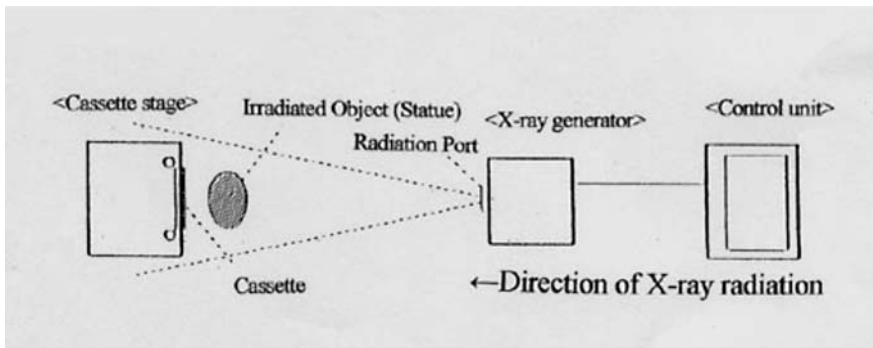 <Cassette stage>
Irradiated Object (Statue)
<X-ray generator>
<Control unit>
Radiation Port
Cassette
←Direction of X-ray radiation